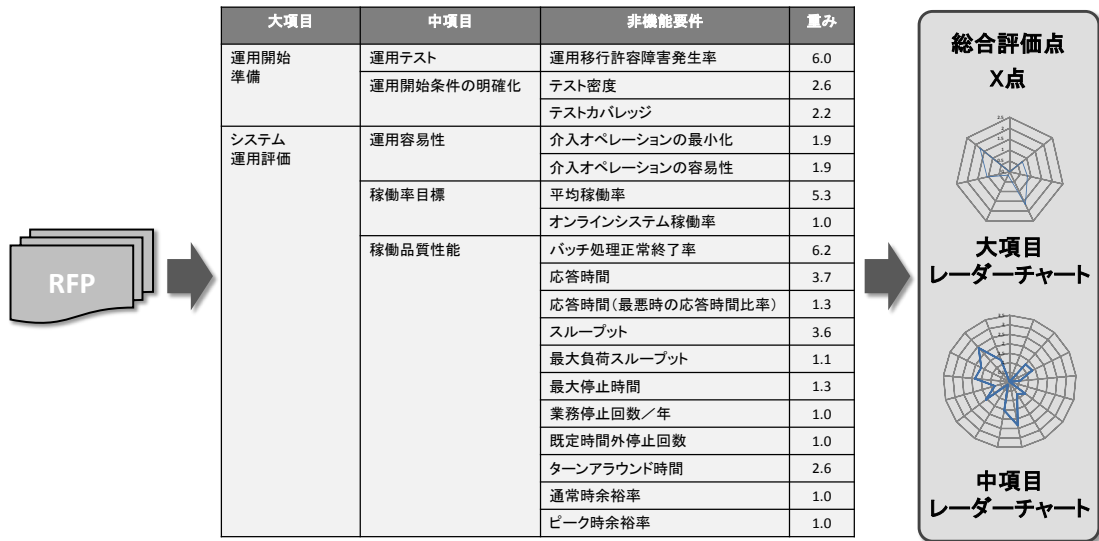 RFP
大項目 中項目 非機能要件 重み
運用開始
準備
運用テスト 運用移行許容障害発生率 6.0
運用開始条件の明確化 テスト密度 2.6
テストカバレッジ 2.2
システム
運用評価
運用容易性 介入オペレーションの最小化 1.9
介入オペレーションの容易性 1.9
稼働率目標 平均稼働率 5.3
オンラインシステム稼働率 1.0
稼働品質性能 バッチ処理正常終了率 6.2
応答時間 3.7
応答時間(最悪時の応答時間比率) 1.3
スループット 3.6
最大負荷スループット 1.1
最大停止時間 1.3
業務停止回数／年 1.0
既定時間外停止回数 1.0
ターンアラウンド時間 2.6
通常時余裕率 1.0
ピーク時余裕率 1.0
総合評価点
X点
大項目
レーダーチャート
中項目
レーダーチャート